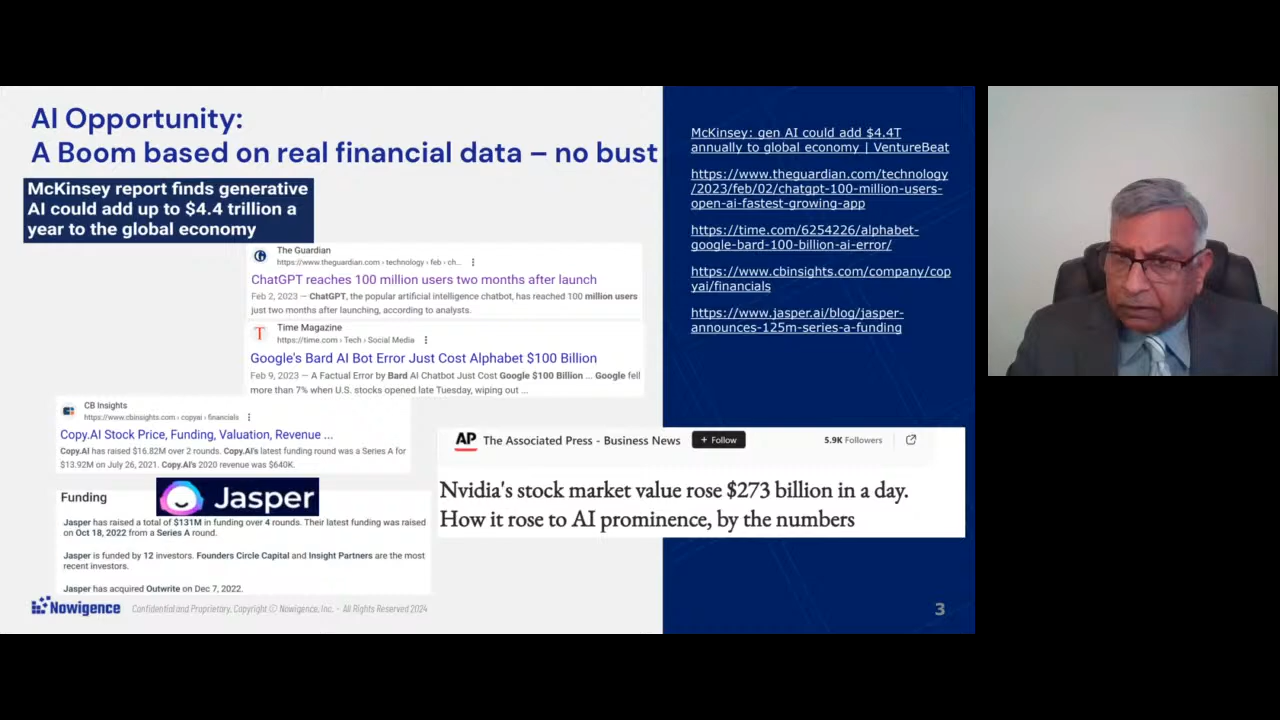 AI Opportunity:
A Boom based on real financial data – no bust
McKinsey report finds generative
AI could add up to $4.4 trillion a
year to the global economy
The Guardian
https://www.theguardian.com › technology › feb › ch...
ChatGPT reaches 100 million users two months after launch
Feb 2, 2023 — ChatGPT, the popular artificial intelligence chatbot, has reached 100 million users
just two months after launching, according to analysts.
Time Magazine
https://time.com › Tech › Social Media
Google's Bard AI Bot Error Just Cost Alphabet $100 Billion
Feb 9, 2023 — A Factual Error by Bard AI Chatbot Just Cost Google $100 Billion ... Google fell
more than 7% when U.S. stocks opened late Tuesday, wiping out ...
CB Insights
https://www.cbinsights.com › copyai › financials
Copy.AI Stock Price, Funding, Valuation, Revenue ...
Copy.AI has raised $16.82M over 2 rounds. Copy.AI's latest funding round was a Series A for
$13.92M on July 26, 2021. Copy.AI's 2020 revenue was $640K.
Funding
Jasper
Jasper has raised a total of $131M in funding over 4 rounds. Their latest funding was raised
on Oct 18, 2022 from a Series A round.
Jasper is funded by 12 investors. Founders Circle Capital and Insight Partners are the most
recent investors.
Jasper has acquired Outwrite on Dec 7, 2022.
McKinsey: gen AI could add $4.4T
annually to global economy | VentureBeat
https://www.theguardian.com/technology
/2023/feb/02/chatgpt-100-million-users-
open-ai-fastest-growing-app
https://time.com/6254226/alphabet-
google-bard-100-billion-ai-error/
https://www.cbinsights.com/company/cop
yai/financials
https://www.jasper.ai/blog/jasper-
announces-125m-series-a-funding
AP The Associated Press - Business News + Follow 5.9K Followers
Nvidia's stock market value rose $273 billion in a day.
How it rose to AI prominence, by the numbers
Nowigence Confidential and Proprietary, Copyright © Nowigence, Inc. - All Rights Reserved 2024
3